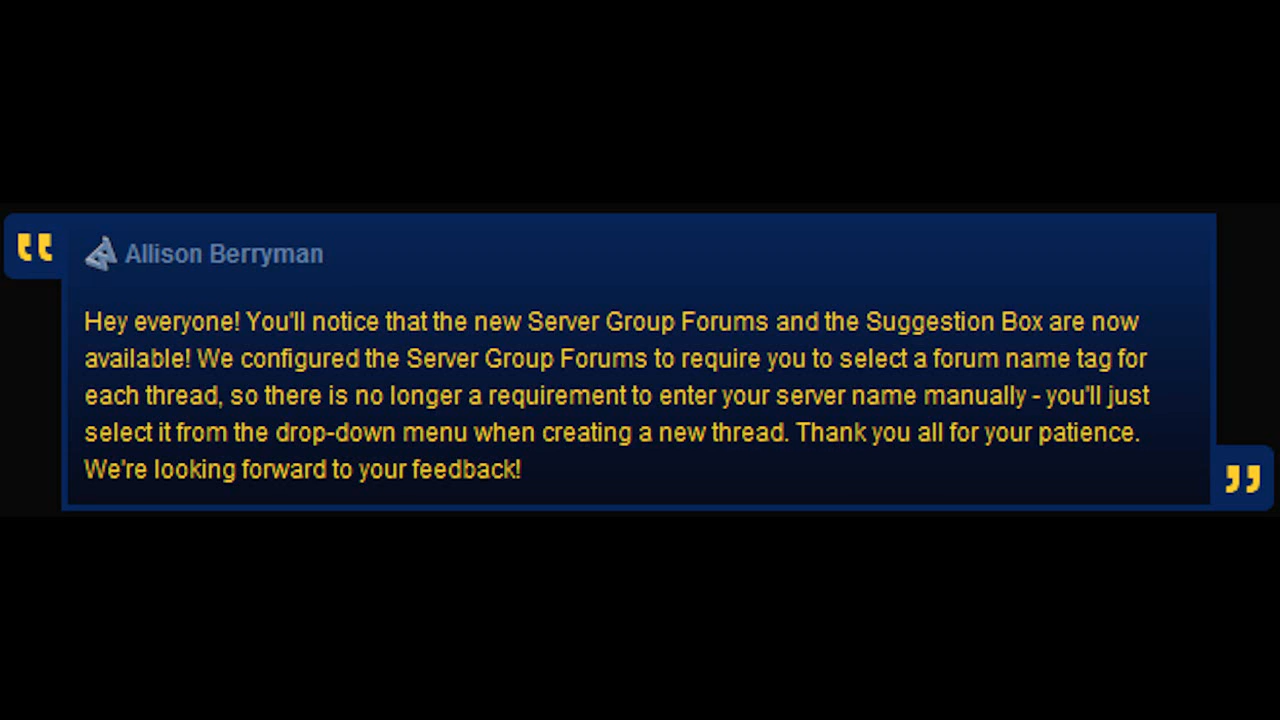 Allison Berryman
Hey everyone! You'll notice that the new Server Group Forums and the Suggestion Box are now
available! We configured the Server Group Forums to require you to select a forum name tag for
each thread, so there is no longer a requirement to enter your server name manually - you'll just
select it from the drop-down menu when creating a new thread. Thank you all for your patience.
We're looking forward to your feedback!